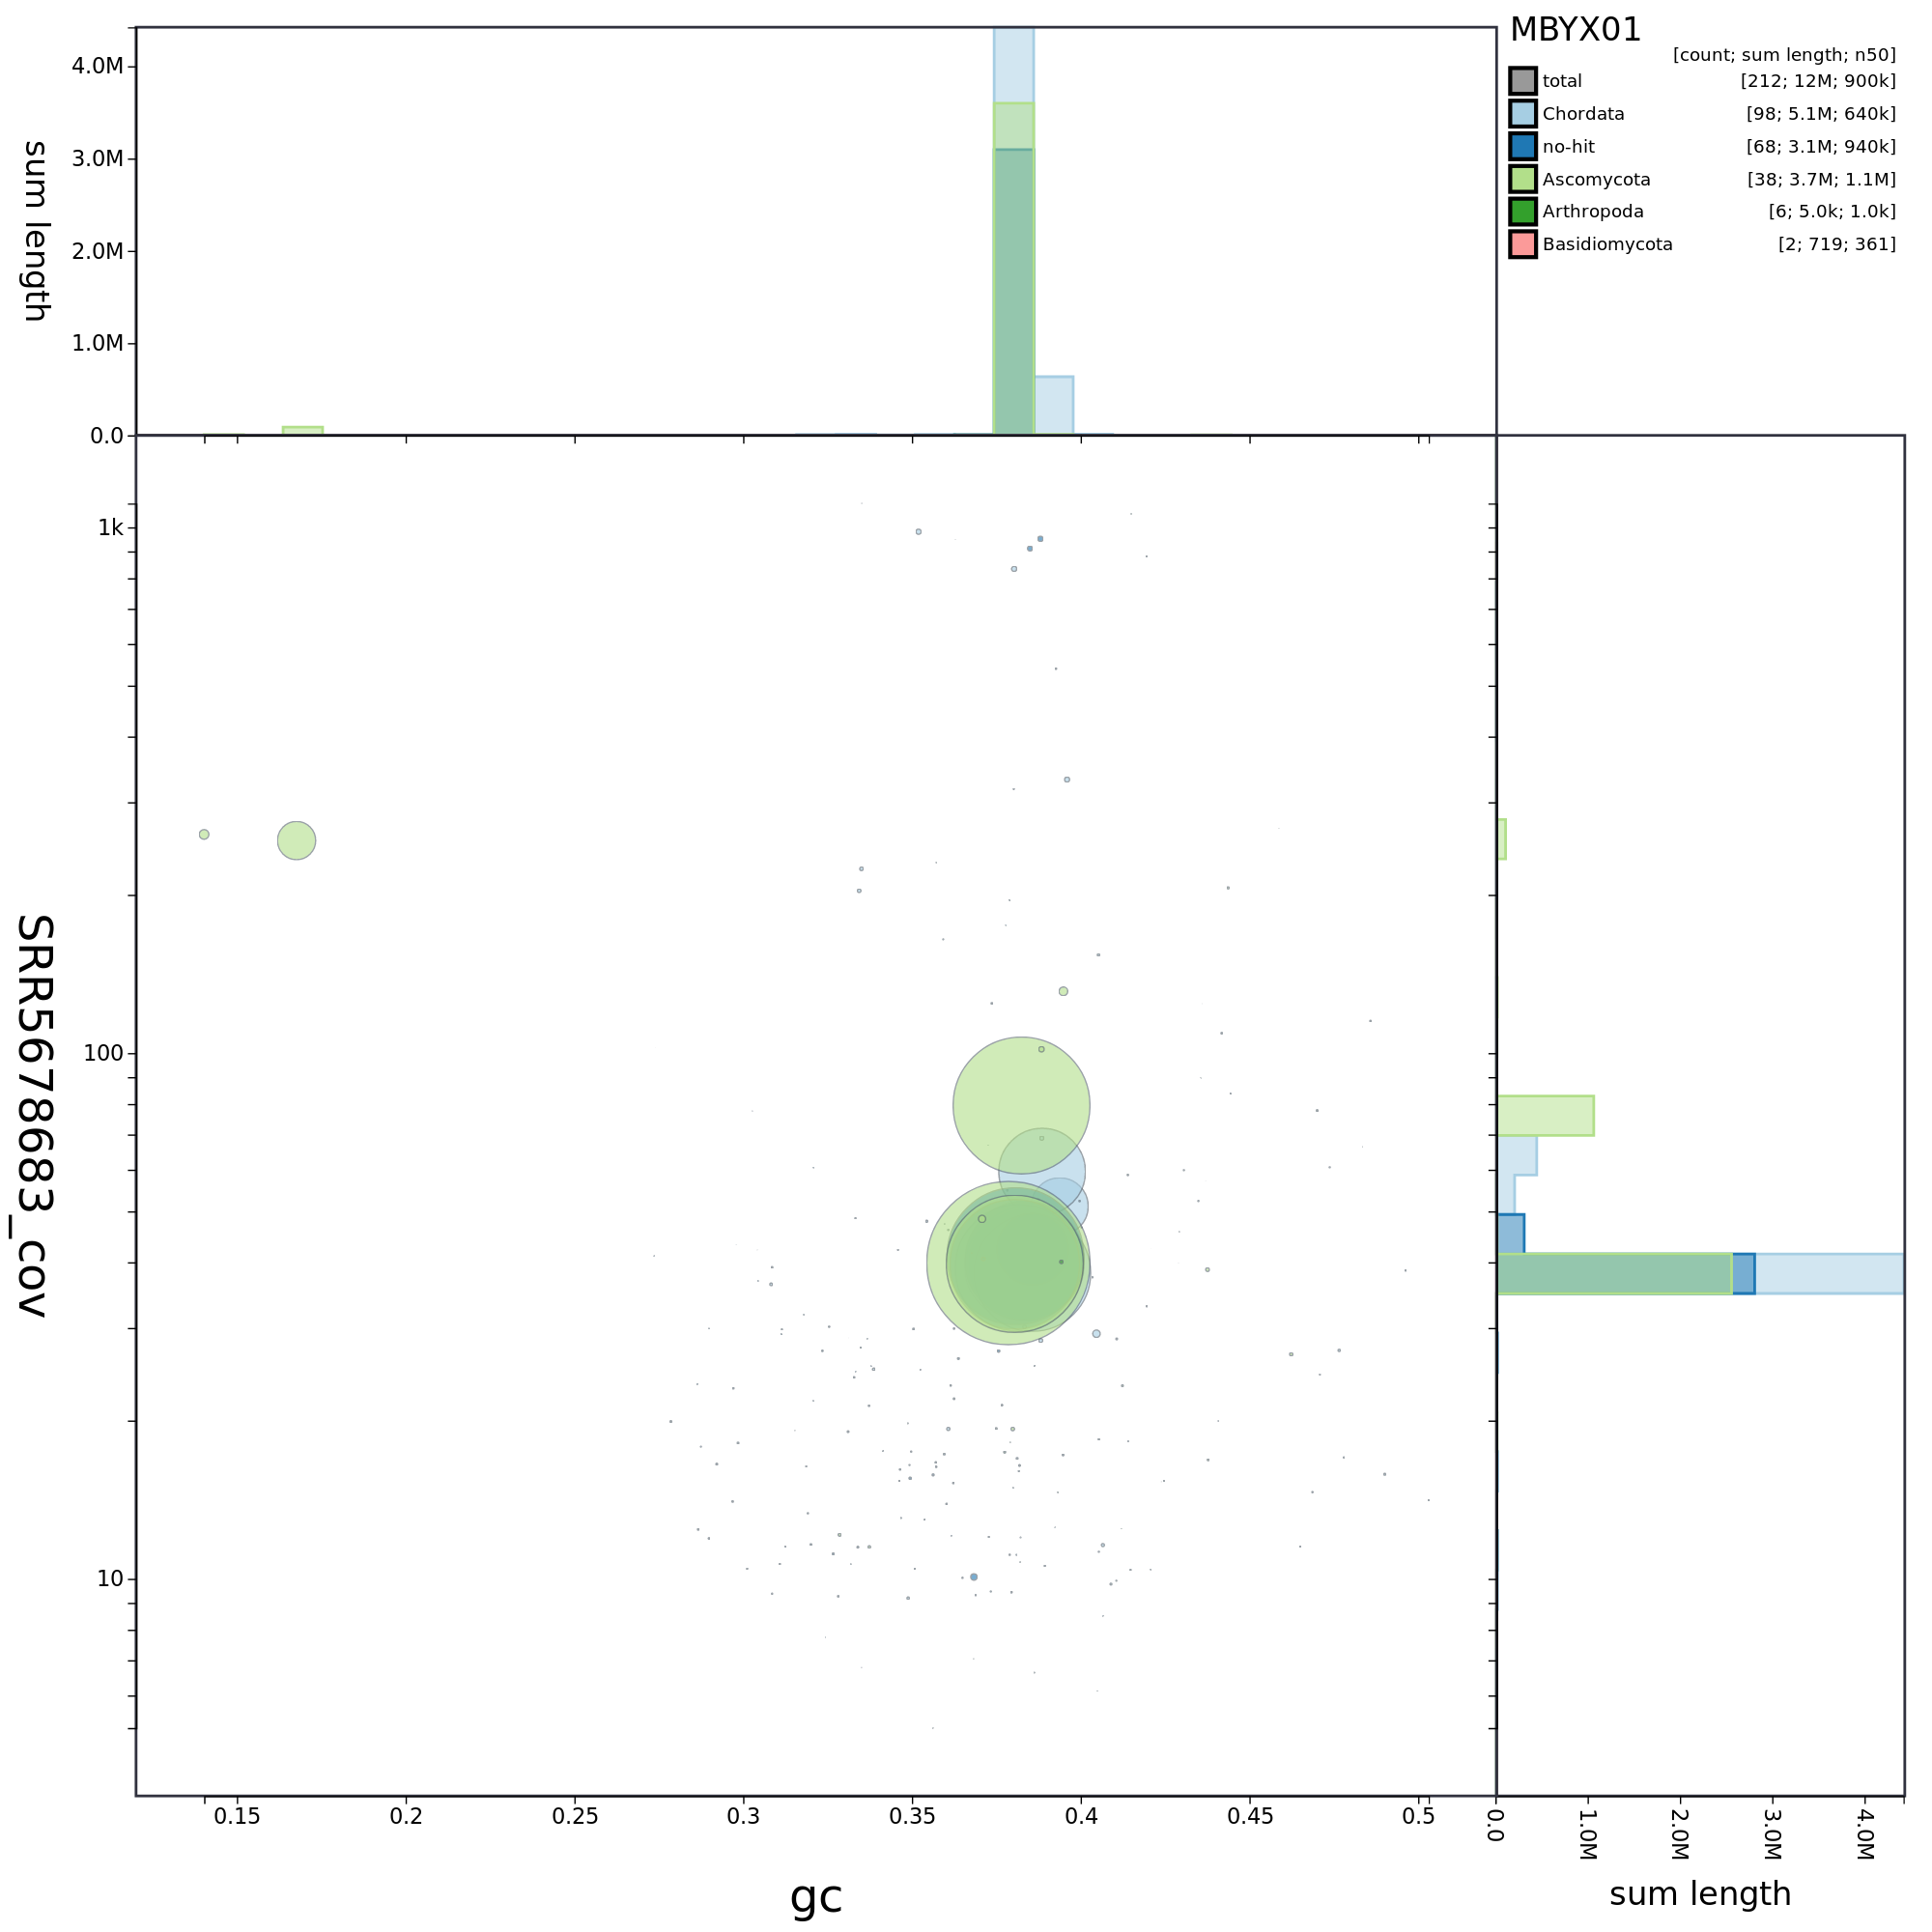 MBYX01
[count; sum length; n50]
total [212; 12M; 900k]
Chordata [98; 5.1M; 640k]
no-hit [68; 3.1M; 940k]
Ascomycota [38; 3.7M; 1.1M]
Arthropoda [6; 5.0k; 1.0k]
Basidiomycota [2; 719; 361]
sum length
4.0M
3.0M
2.0M
1.0M
0.0
SRR5678683_cov
1k
100
10
0.15 0.2 0.25 0.3 0.35 0.4 0.45 0.5
gc
0.0 1.0M 2.0M 3.0M 4.0M
sum length